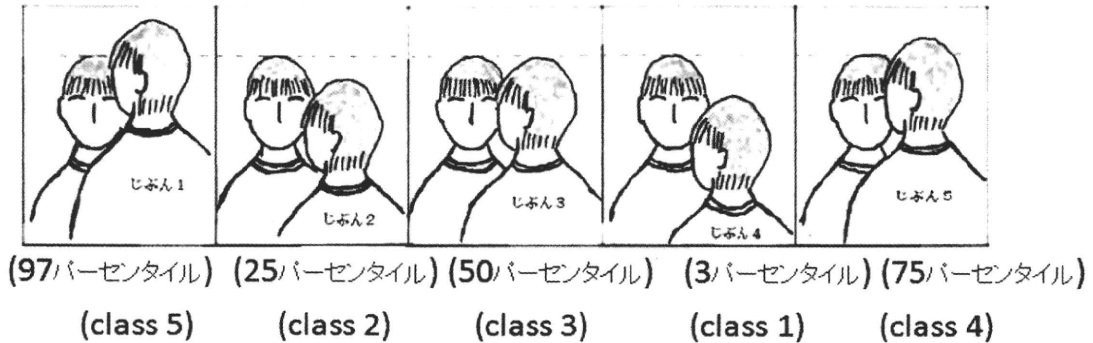 じぶん1
じぶん2
じぶん3
じぶん4
じぶん5
(97パーセンタイル) (25パーセンタイル) (50パーセンタイル) (3パーセンタイル) (75パーセンタイル)
(class 5) (class 2) (class 3) (class 1) (class 4)